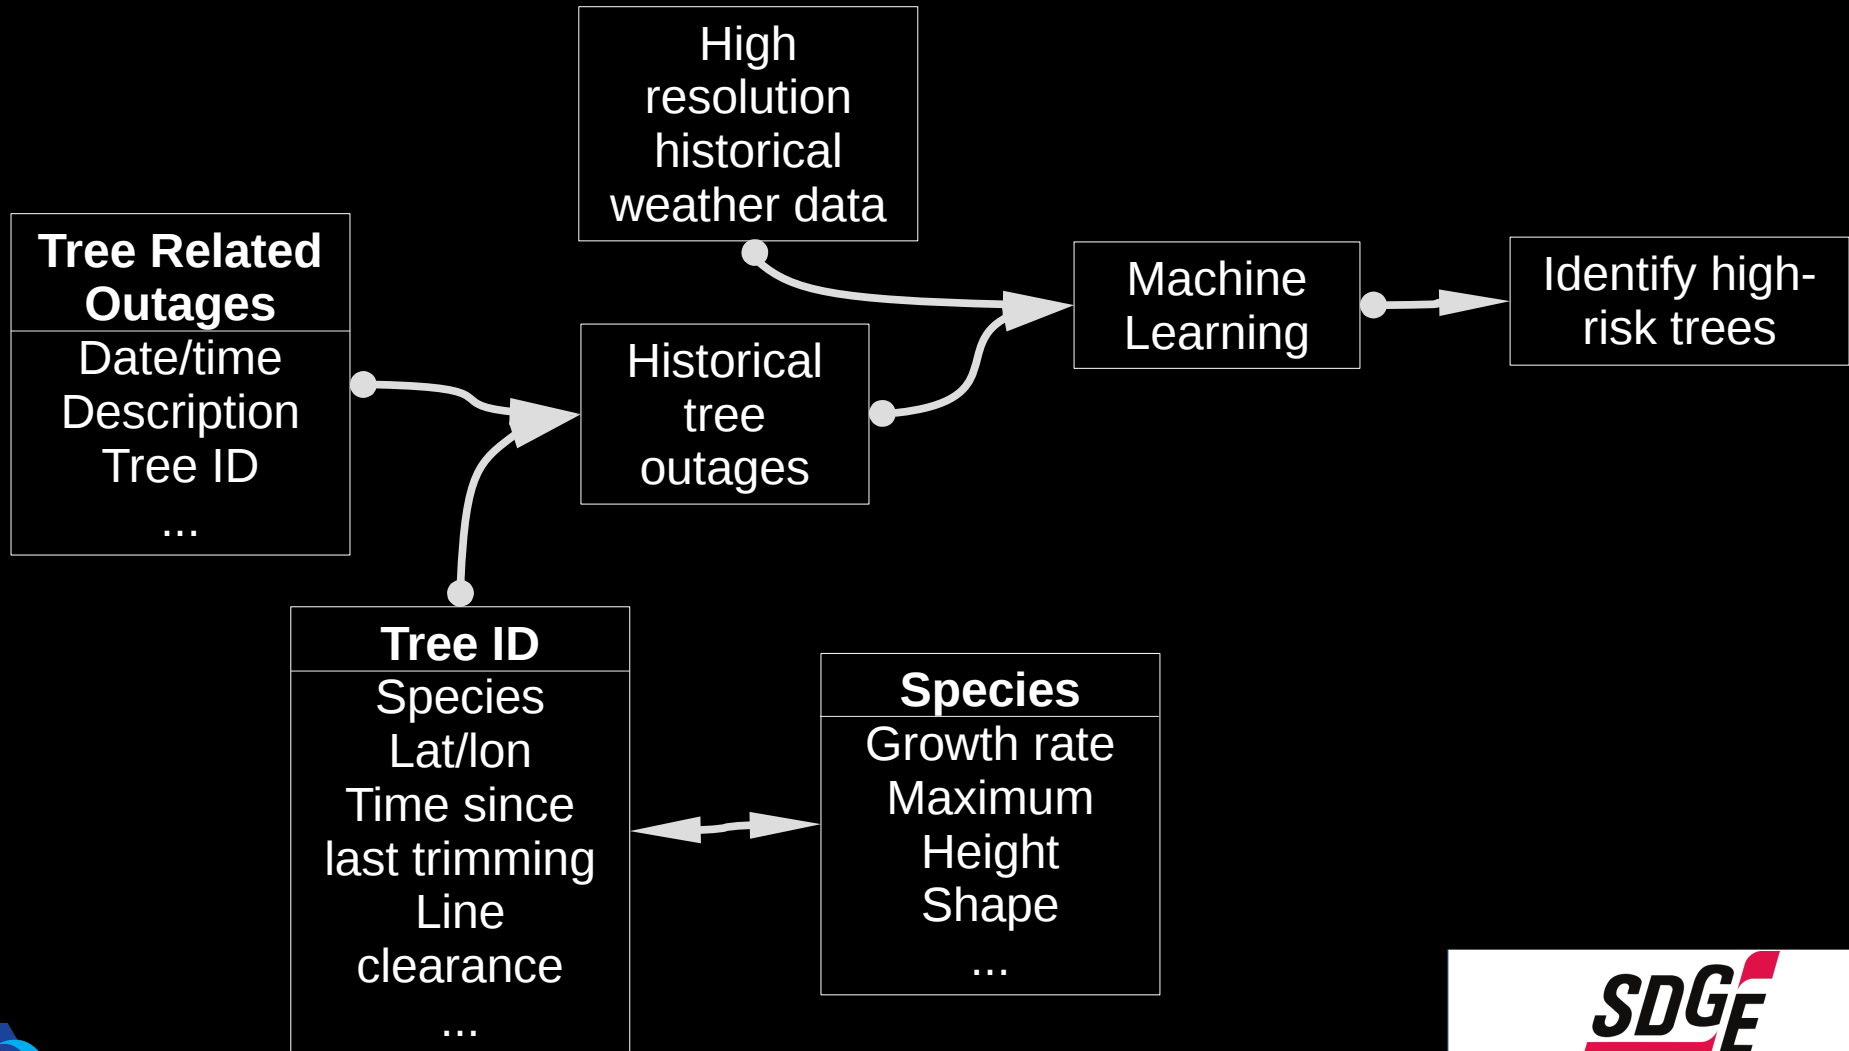 High
resolution
historical
weather data
Tree Related
Outages
Date/time
Description
Tree ID
...
Historical
tree
outages
Machine
Learning
Identify high-
risk trees
Tree ID
Species
Lat/lon
Time since
last trimming
Line
clearance
...
Species
Growth rate
Maximum
Height
Shape
...
SDGE